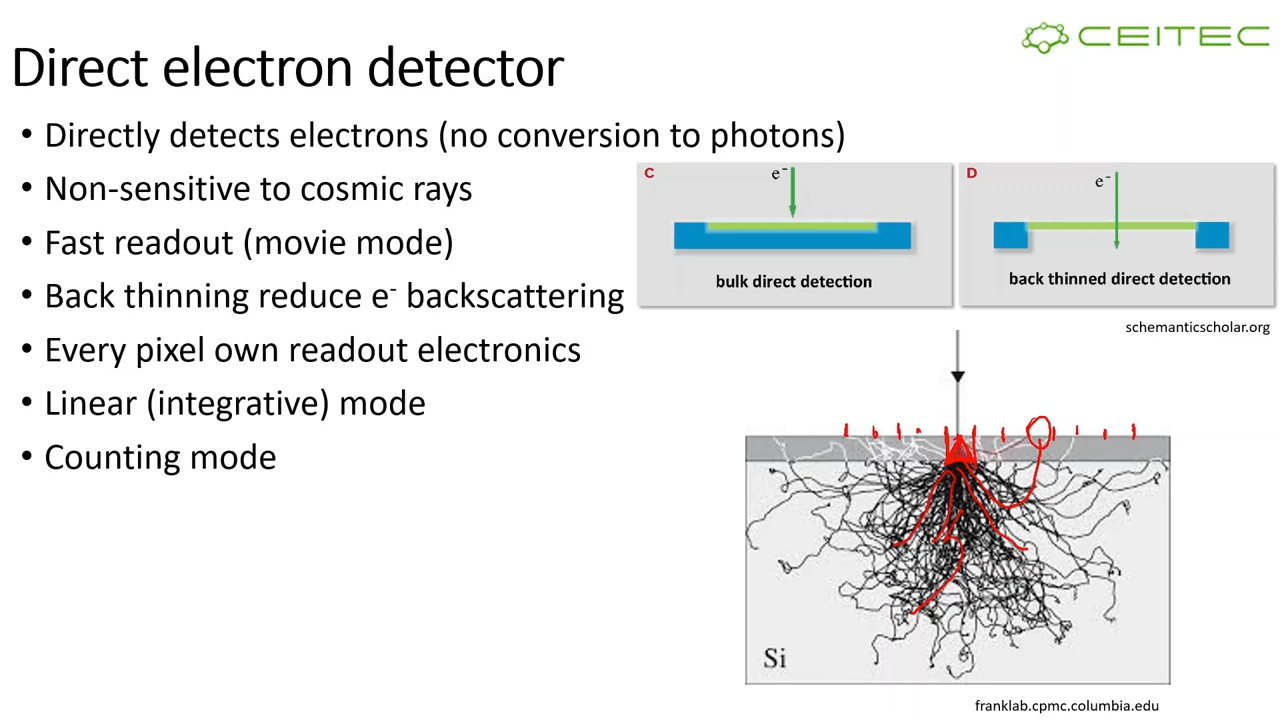 CEITEC
Direct electron detector
• Directly detects electrons (no conversion to photons)
• Non-sensitive to cosmic rays
• Fast readout (movie mode)
• Back thinning reduce e- backscattering
• Every pixel own readout electronics
• Linear (integrative) mode
• Counting mode
C
e-
bulk direct detection
D
e-
back thinned direct detection
schemanticscholar.org
Si
franklab.cpmc.columbia.edu